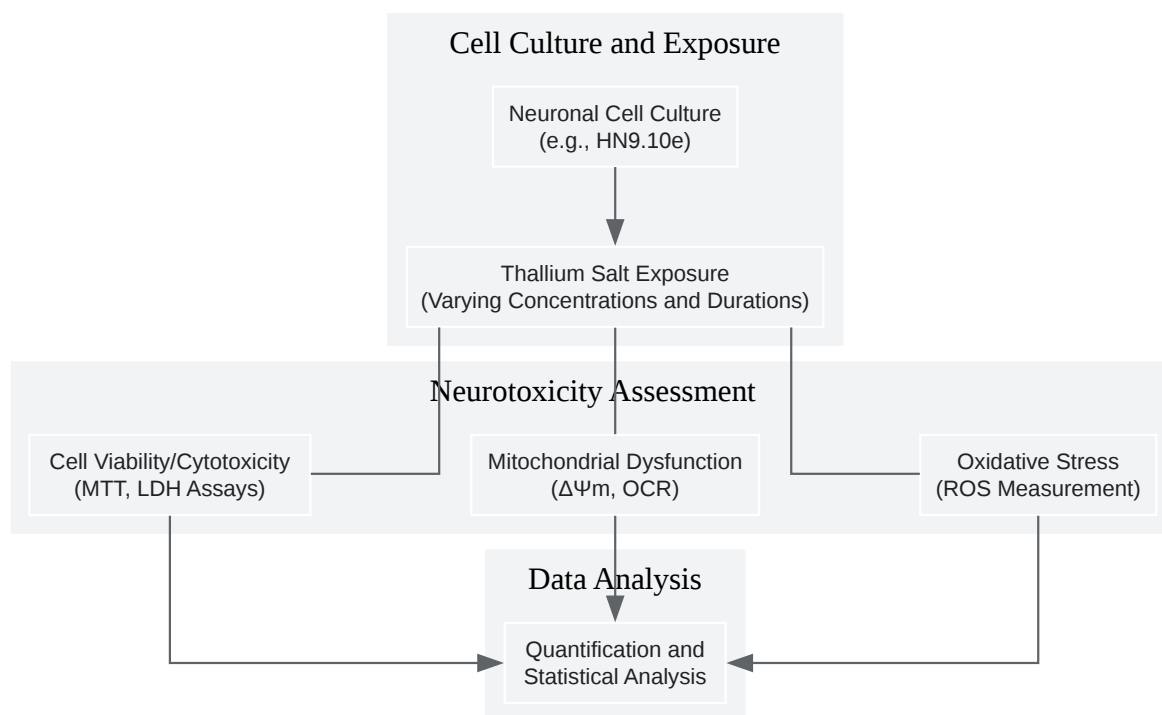 Cell Culture and Exposure
Neuronal Cell Culture
(e.g., HN9.10e)
Thallium Salt Exposure
(Varying Concentrations and Durations)
Neurotoxicity Assessment
Cell Viability/Cytotoxicity
(MTT, LDH Assays)
Mitochondrial Dysfunction
(ΔΨm, OCR)
Oxidative Stress
(ROS Measurement)
Data Analysis
Quantification and
Statistical Analysis